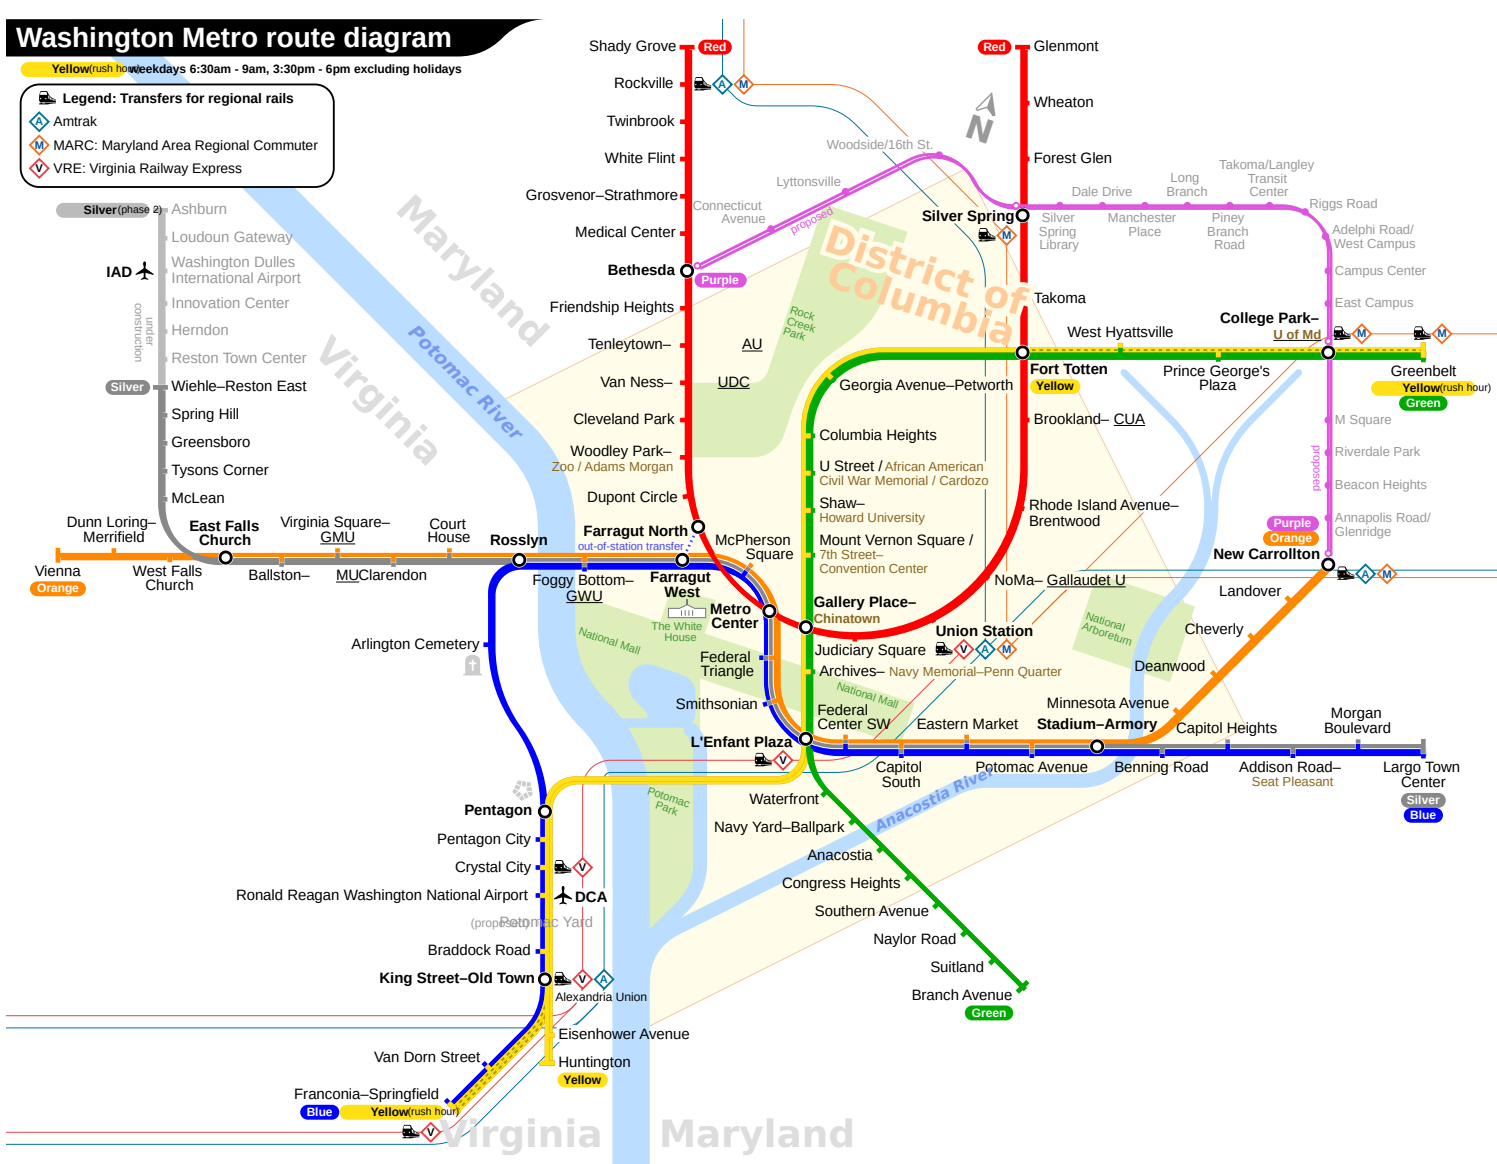 Washington Metro route diagram
Yellow(rush hour) weekdays 6:30am - 9am, 3:30pm - 6pm excluding holidays
Legend: Transfers for regional rails
A Amtrak
M MARC: Maryland Area Regional Commuter
V VRE: Virginia Railway Express
Silver(phase 2)
Ashburn
Loudoun Gateway
IAD
Washington Dulles
International Airport
Innovation Center
under
construction
Herndon
Reston Town Center
Silver
Wiehle–Reston East
Spring Hill
Greensboro
Tysons Corner
McLean
Maryland
Virginia
Potomac River
Shady Grove
Red
Rockville
A
M
Twinbrook
White Flint
Grosvenor–Strathmore
Medical Center
Bethesda
Purple
Friendship Heights
Tenleytown–
AU
Van Ness–
UDC
Cleveland Park
Woodley Park–
Zoo / Adams Morgan
Dupont Circle
Farragut North
out-of-station transfer
Connecticut
Avenue
Lyttonsville
proposed
Woodside/16th St.
N
Red
Glenmont
Wheaton
Forest Glen
Silver Spring
M
District of
Columbia
Rock
Creek
Park
Takoma
Silver
Spring
Library
Dale Drive
Manchester
Place
Long
Branch
Piney
Branch
Road
Takoma/Langley
Transit
Center
Riggs Road
Adelphi Road/
West Campus
Campus Center
East Campus
College Park–
U of Md
M
M
West Hyattsville
Prince George's
Plaza
Greenbelt
Yellow(rush hour)
Green
Fort Totten
Yellow
Georgia Avenue–Petworth
Brookland– CUA
Columbia Heights
U Street / African American
Civil War Memorial / Cardozo
Shaw–
Howard University
Mount Vernon Square /
7th Street–
Convention Center
Rhode Island Avenue–
Brentwood
NoMa– Gallaudet U
M Square
Riverdale Park
proposed
Beacon Heights
Annapolis Road/
Glenridge
Purple
Orange
New Carrollton
A
M
Landover
Cheverly
Deanwood
Minnesota Avenue
National
Arboretum
Dunn Loring–
Merrifield
Vienna
Orange
West Falls
Church
East Falls
Church
Virginia Square–
GMU
Ballston–
MU
Clarendon
Court
House
Rosslyn
Foggy Bottom–
GWU
Farragut
West
McPherson
Square
Metro
Center
The White
House
National Mall
Gallery Place–
Chinatown
Judiciary Square
Union Station
V
A
M
Archives– Navy Memorial–Penn Quarter
Federal
Triangle
Smithsonian
National Mall
Federal
Center SW
L'Enfant Plaza
V
Eastern Market
Stadium–Armory
Capitol Heights
Morgan
Boulevard
Capitol
South
Potomac Avenue
Benning Road
Addison Road–
Seat Pleasant
Largo Town
Center
Silver
Blue
Anacostia River
Potomac
Park
Arlington Cemetery
Pentagon
Pentagon City
Crystal City
V
Ronald Reagan Washington National Airport
DCA
(proposed) Potomac Yard
Braddock Road
King Street–Old Town
V
A
Alexandria Union
Eisenhower Avenue
Huntington
Yellow
Van Dorn Street
Franconia–Springfield
Blue
Yellow(rush hour)
V
Waterfront
Navy Yard–Ballpark
Anacostia
Congress Heights
Southern Avenue
Naylor Road
Suitland
Branch Avenue
Green
Virginia
Maryland